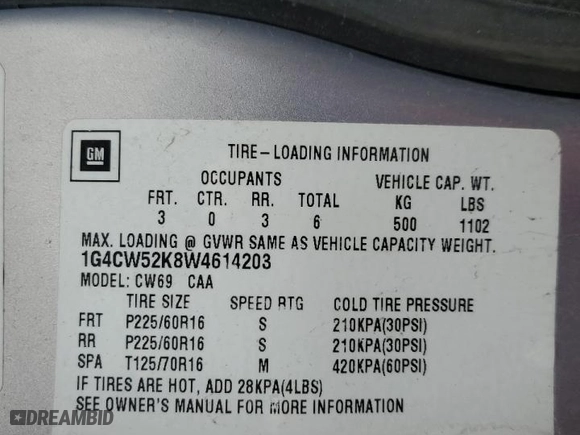 GM
TIRE-LOADING INFORMATION
OCCUPANTS VEHICLE CAP. WT.
FRT. CTR. RR. TOTAL KG LBS
3 0 3 6 500 1102
MAX. LOADING @ GVWR SAME AS VEHICLE CAPACITY WEIGHT.
1G4CW52K8W4614203
MODEL: CW69 CAA
TIRE SIZE SPEED RTG COLD TIRE PRESSURE
FRT P225/60R16 S 210KPA(30PSI)
RR P225/60R16 S 210KPA(30PSI)
SPA T125/70R16 M 420KPA(60PSI)
IF TIRES ARE HOT, ADD 28KPA(4LBS)
SEE OWNER'S MANUAL FOR MORE INFORMATION
DREAMBID